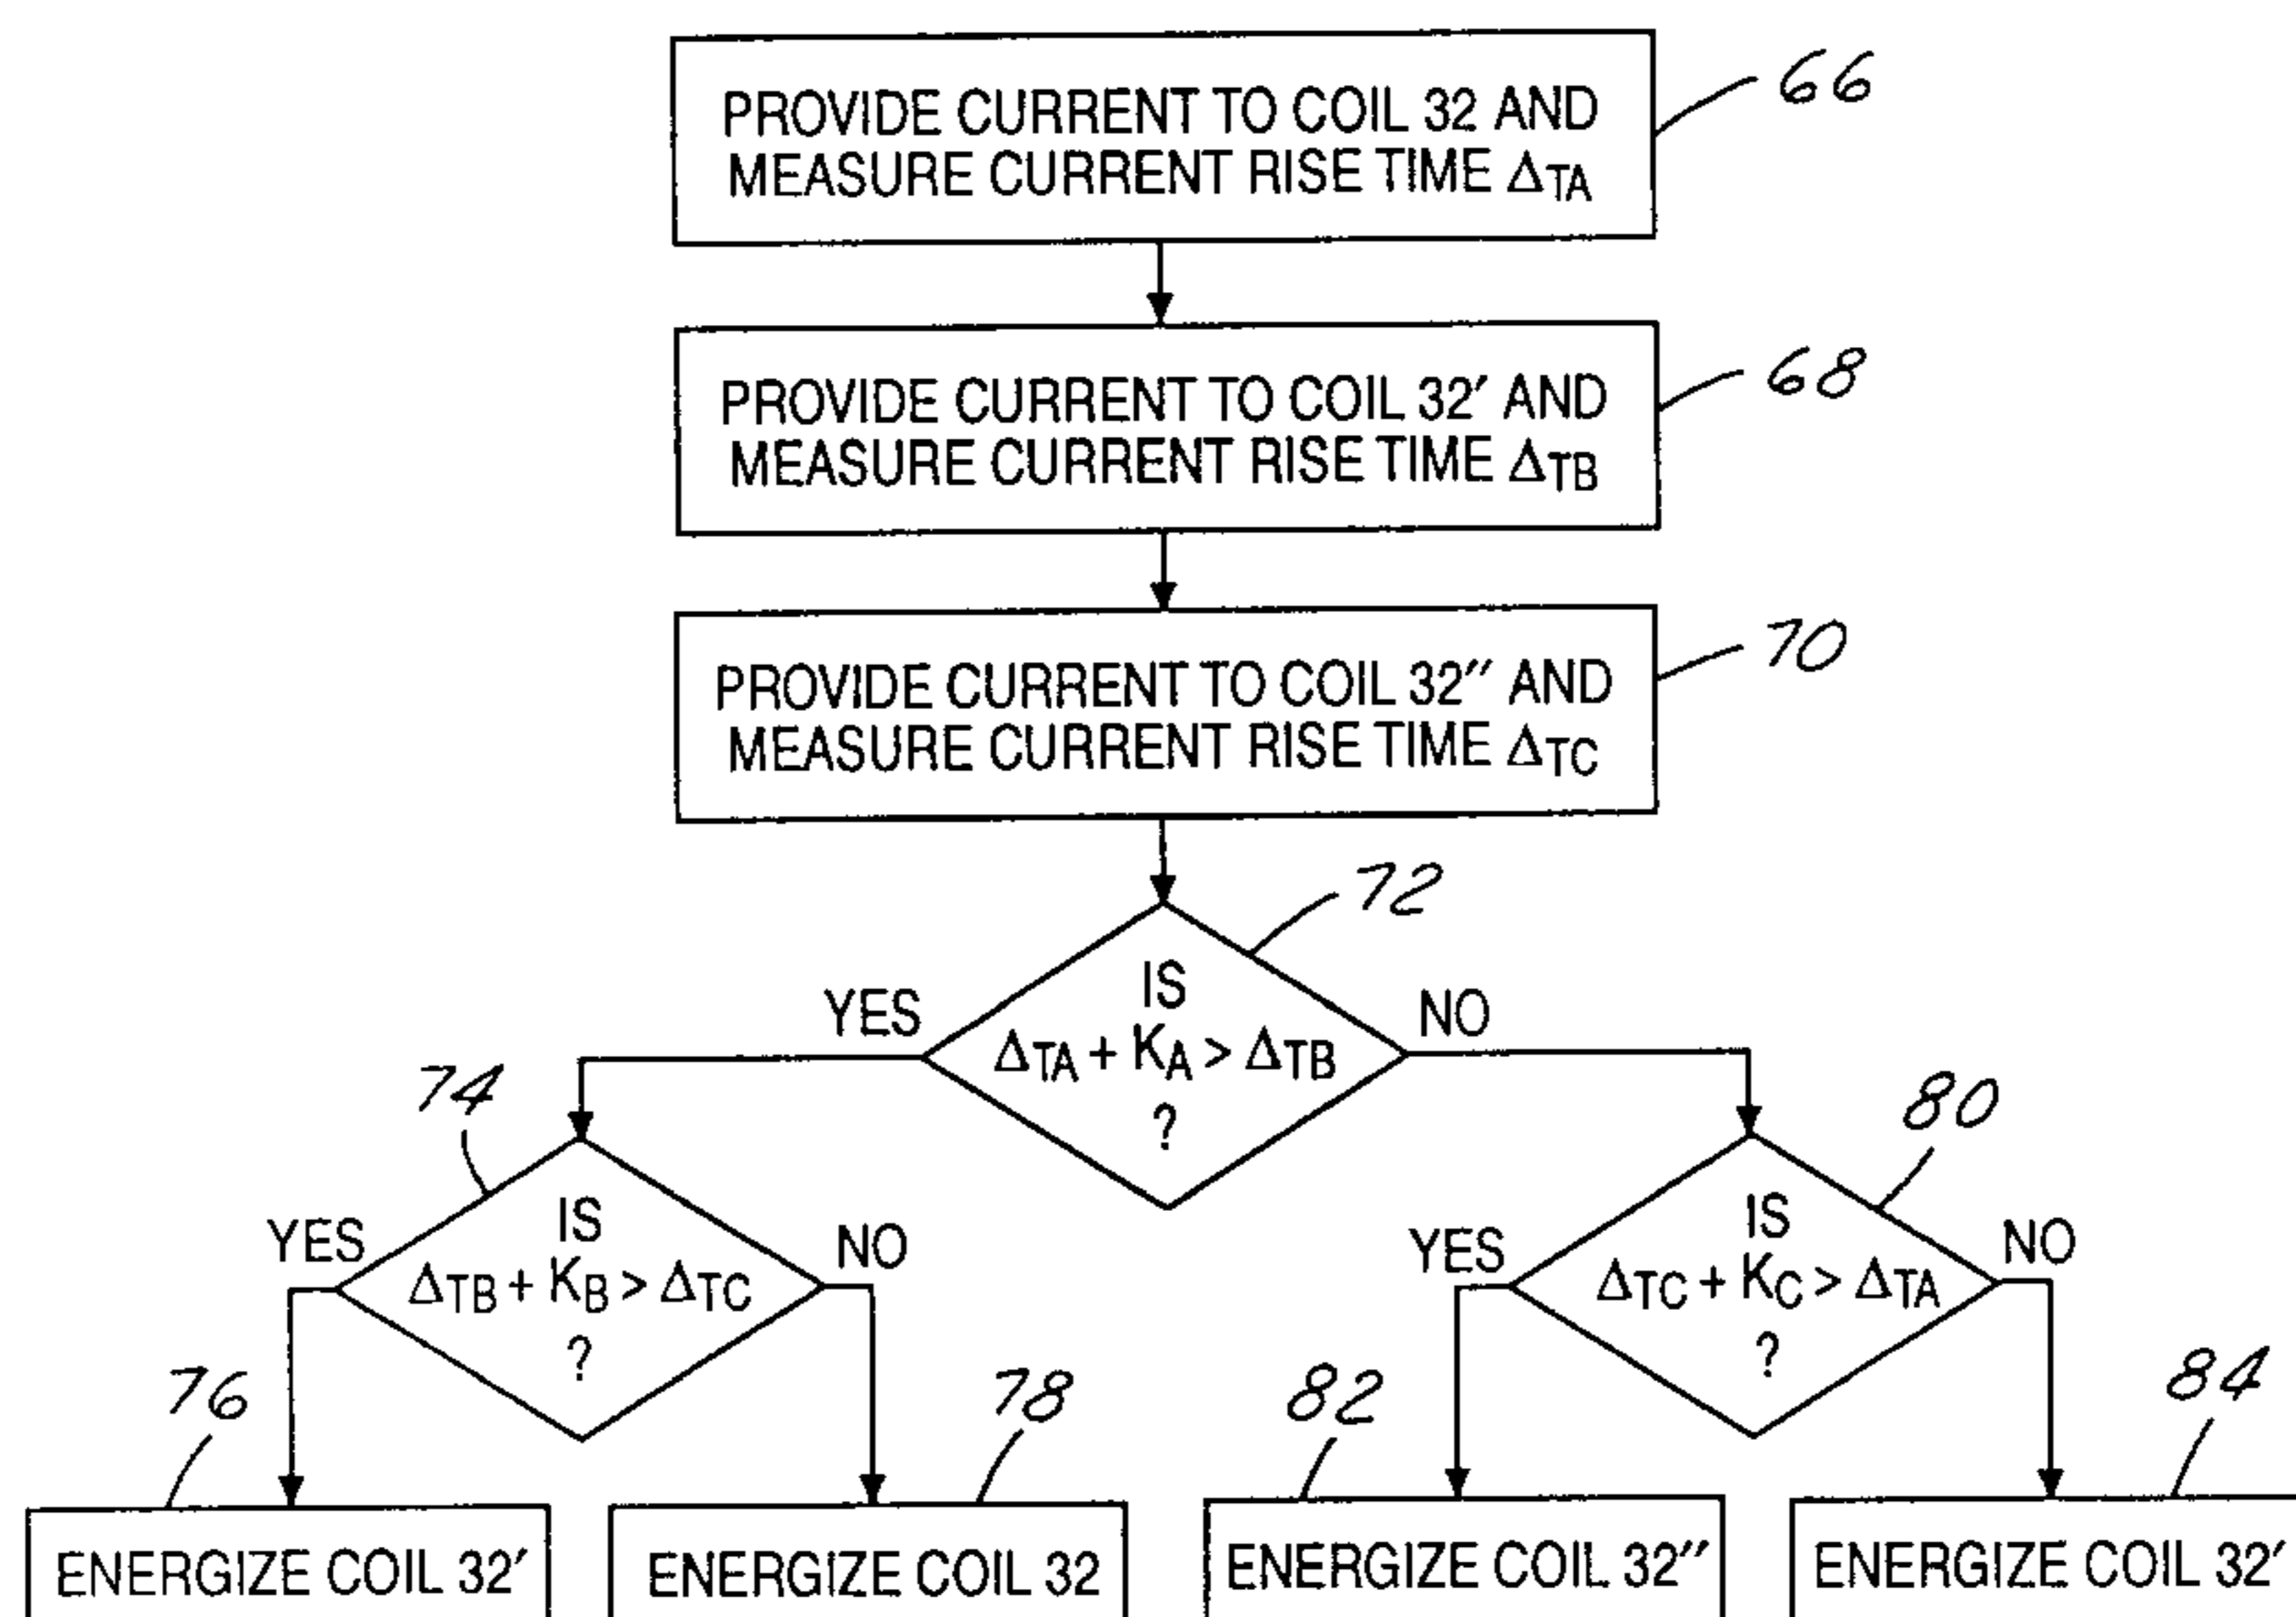 PROVIDE CURRENT TO COIL 32 AND
MEASURE CURRENT RISE TIME ΔTA
66
PROVIDE CURRENT TO COIL 32′ AND
MEASURE CURRENT RISE TIME ΔTB
68
PROVIDE CURRENT TO COIL 32″ AND
MEASURE CURRENT RISE TIME ΔTC
70
72
IS
ΔTA + KA > ΔTB
?
YES
NO
74
IS
ΔTB + KB > ΔTC
?
YES
NO
80
IS
ΔTC + KC > ΔTA
?
YES
NO
76
ENERGIZE COIL 32′
78
ENERGIZE COIL 32
82
ENERGIZE COIL 32″
84
ENERGIZE COIL 32′